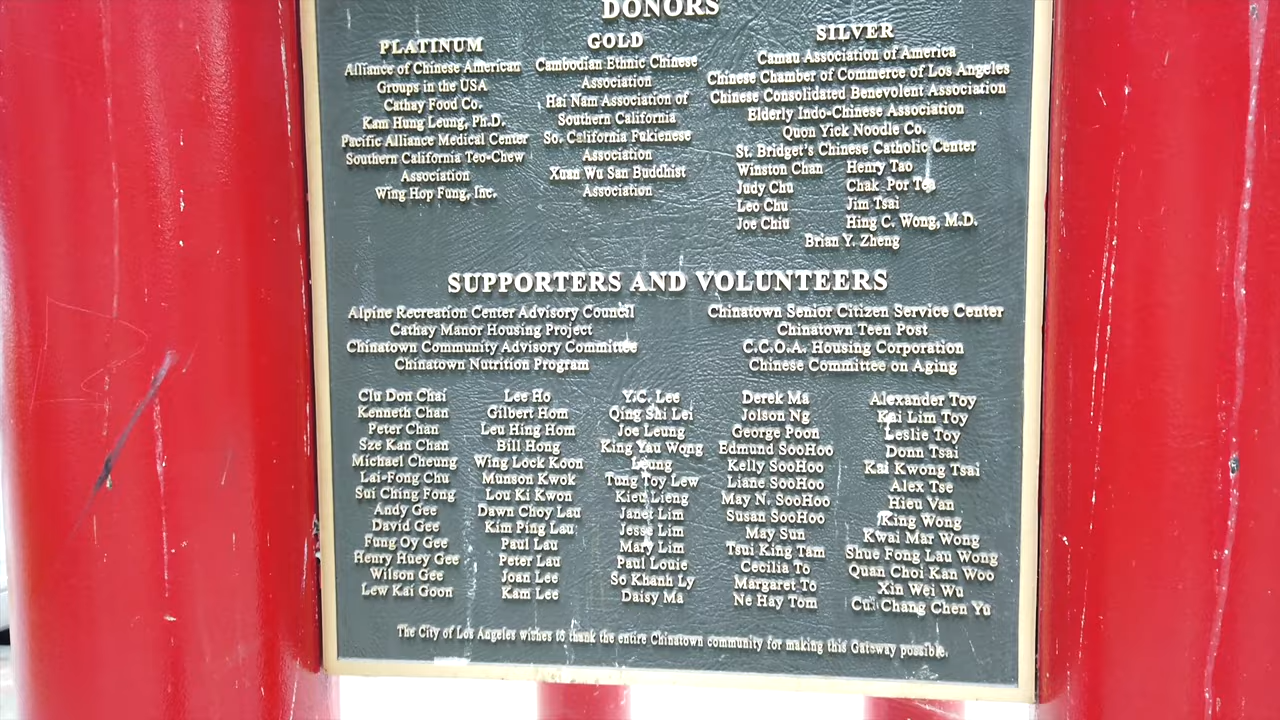 DONORS
PLATINUM
Alliance of Chinese American
Groups in the USA
Cathay Food Co.
Kam Hung Leung, Ph.D.
Pacific Alliance Medical Center
Southern California Teo-Chew
Association
Wing Hop Fung, Inc.
GOLD
Cambodian Ethnic Chinese
Association
Hai Nam Association of
Southern California
So. California Fukienese
Association
Xuan Wu San Buddhist
Association
SILVER
Camau Association of America
Chinese Chamber of Commerce of Los Angeles
Chinese Consolidated Benevolent Association
Elderly Indo-Chinese Association
Quon Yick Noodle Co.
St. Bridget's Chinese Catholic Center
Winston Chan Henry Tao
Judy Chu Chak Por
Leo Chu Jim Tsai
Joe Chiu Hing C. Wong, M.D.
Brian Y. Zheng
SUPPORTERS AND VOLUNTEERS
Alpine Recreation Center Advisory Council
Cathay Manor Housing Project
Chinatown Community Advisory Committee
Chinatown Nutrition Program
Chinatown Senior Citizen Service Center
Chinatown Teen Post
C.C.O.A. Housing Corporation
Chinese Committee on Aging
Ciu Don Chai
Kenneth Chan
Peter Chan
Sze Kan Chan
Michael Cheung
Lai-Fong Chu
Sui Ching Fong
Andy Gee
David Gee
Fung Oy Gee
Henry Huey Gee
Wilson Gee
Lew Kai Goon
Lee Ho
Gilbert Hom
Leu Hing Hom
Bill Hong
Wing Lock Koon
Munson Kwok
Lou Ki Kwon
Dawn Choy Lau
Kim Ping Lau
Paul Lau
Peter Lau
Joan Lee
Kam Lee
Y.C. Lee
Qing Sai Lei
Joe Leung
King Yau Wong
Leung
Tung Toy Lew
Kieu Lieng
Janet Lim
Jesse Lim
Mary Lim
Paul Louie
So Khanh Ly
Daisy Ma
Derek Ma
Jolson Ng
George Poon
Edmund SooHoo
Kelly SooHoo
Liane SooHoo
May N. SooHoo
Susan SooHoo
May Sun
Tsui King Tam
Cecilia To
Margaret To
Ne Hay Tom
Alexander Toy
Kai Lim Toy
Leslie Toy
Donn Tsai
Kai Kwong Tsai
Alex Tse
Hieu Van
King Wong
Kwai Mar Wong
Shue Fong Lau Wong
Quan Choi Kan Woo
Xin Wei Wu
Chang Chen Yu
The City of Los Angeles wishes to thank the entire Chinatown community for making this Gateway possible.